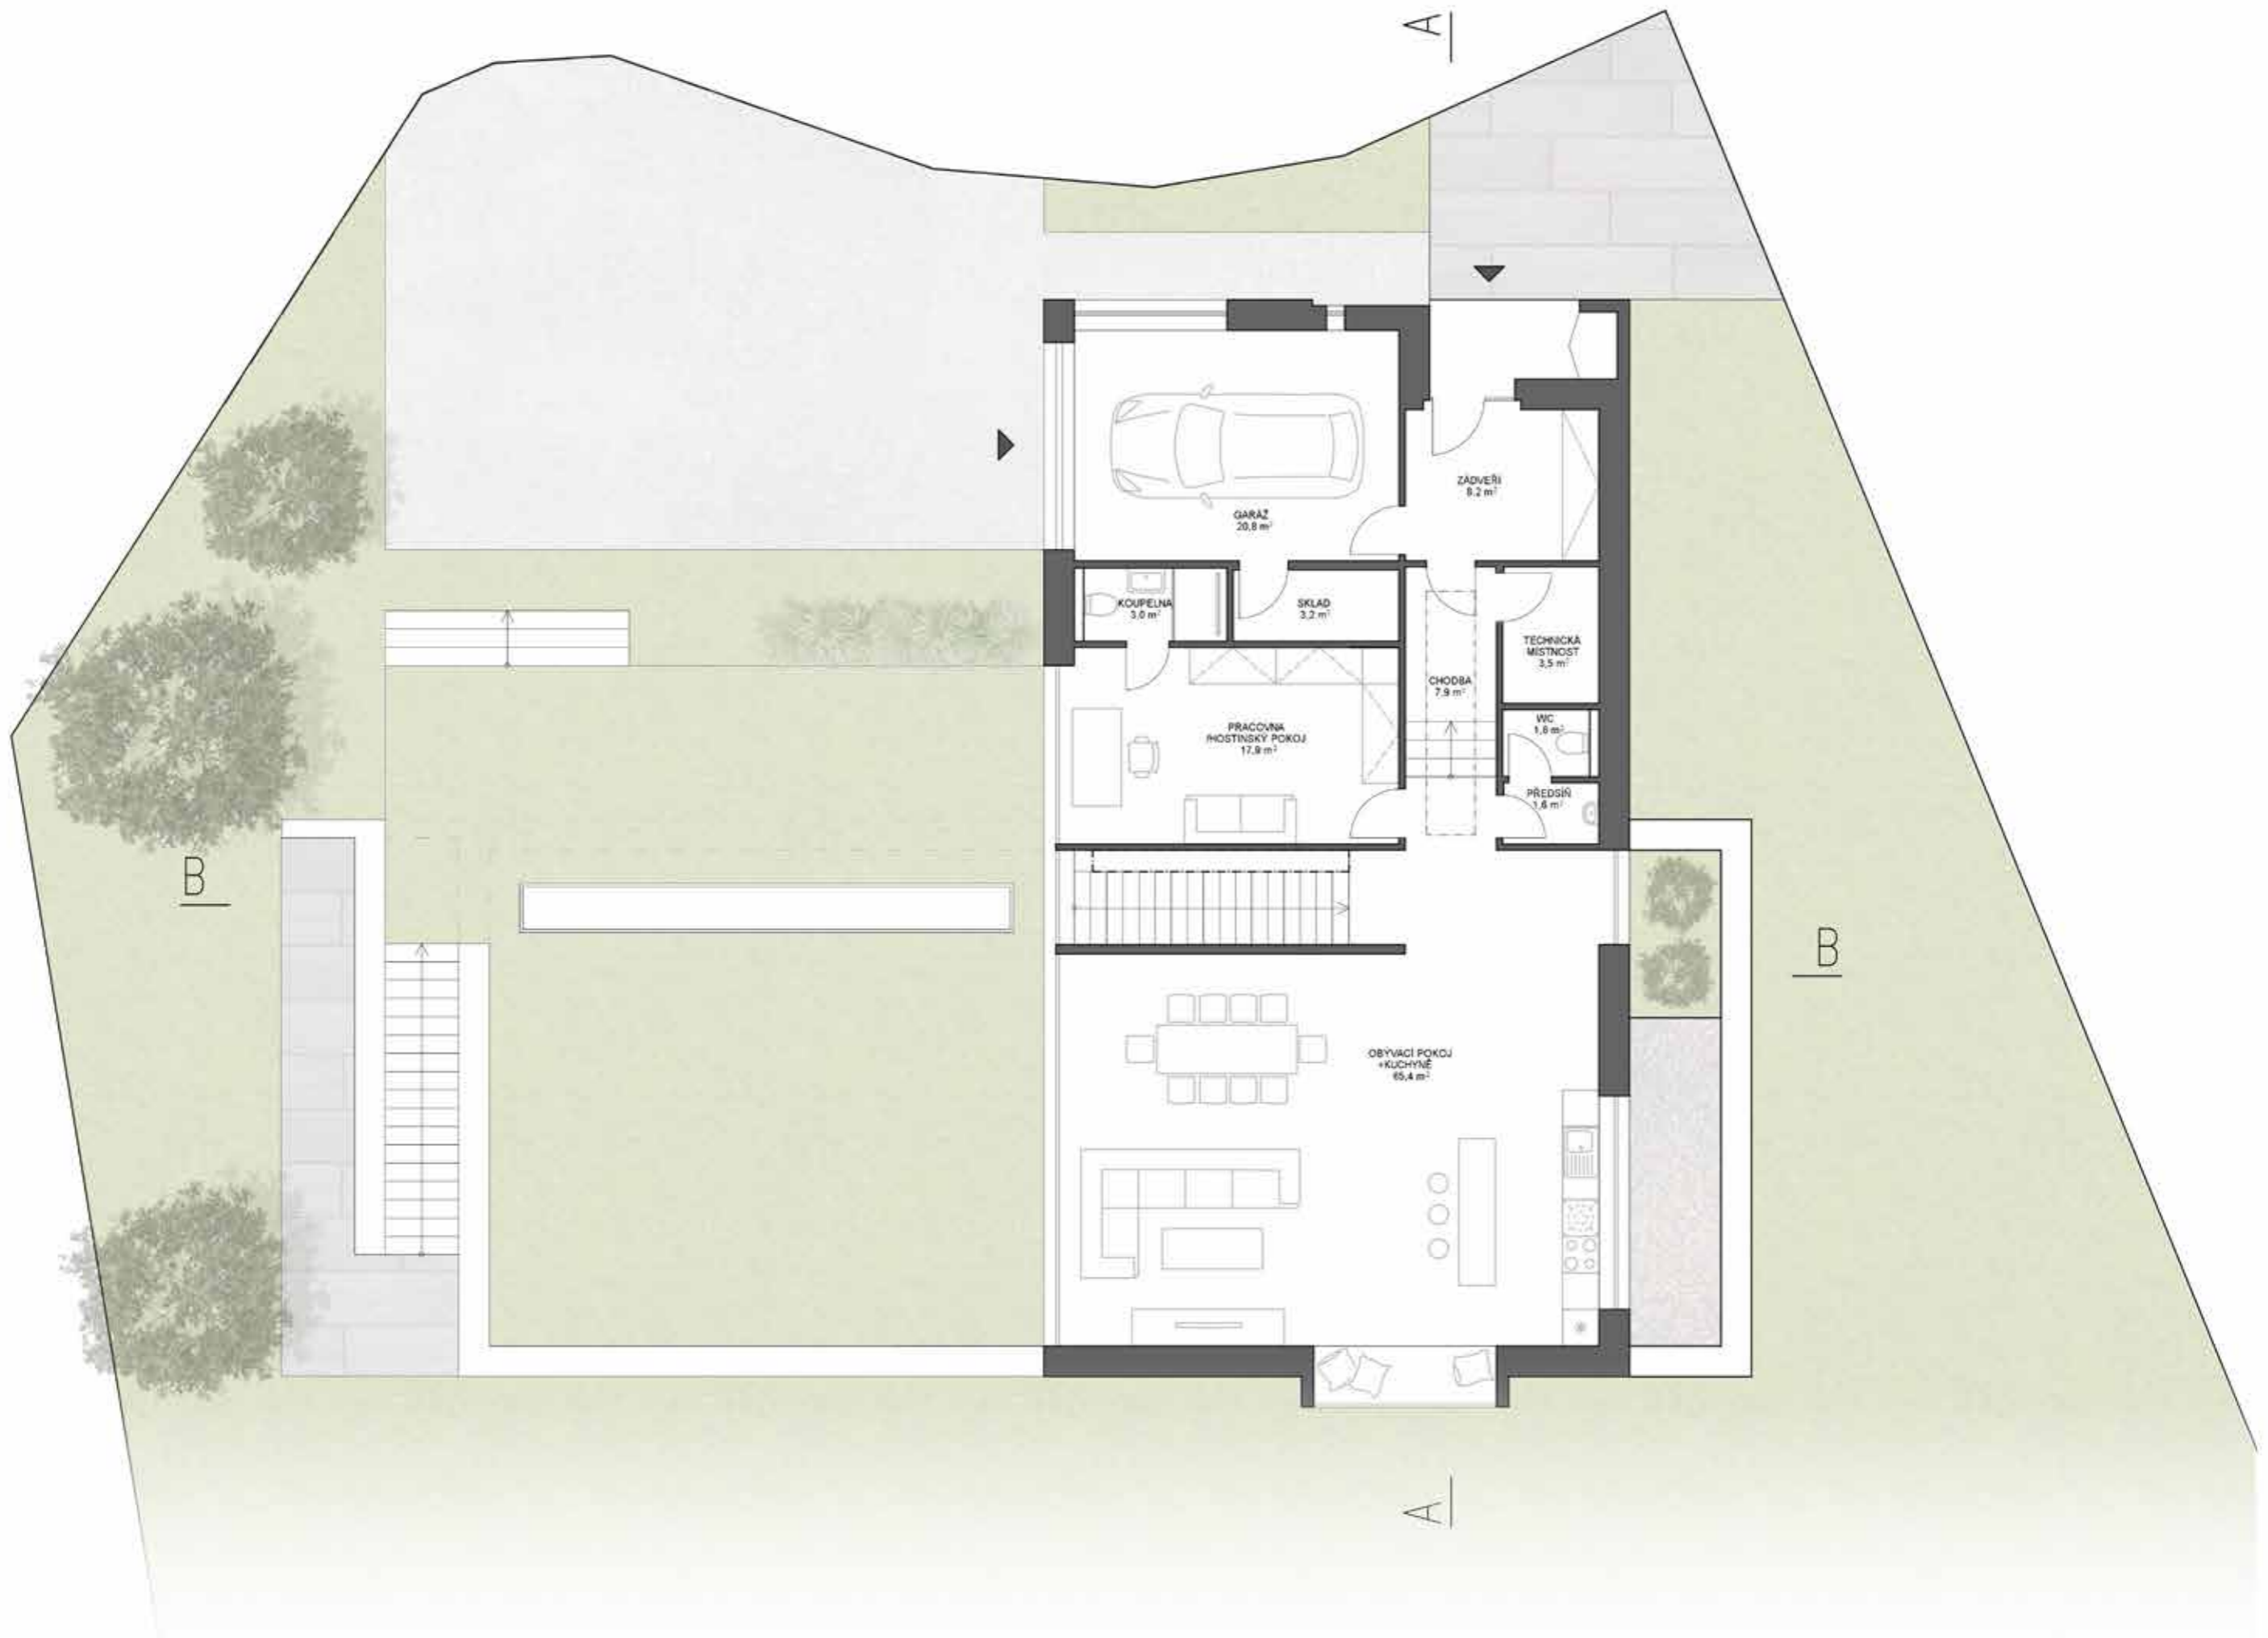 A
ZÁDVEŘÍ
8.2 m²
GARÁŽ
20,8 m²
KOUPELNA
3,0 m²
SKLAD
3,2 m²
TECHNICKÁ
MÍSTNOST
3,5 m²
CHODBA
7,9 m²
WC
1,6 m²
PRACOVNA
/HOSTINSKÝ POKOJ
17,9 m²
PŘEDSÍŇ
1,6 m²
B
B
OBÝVACÍ POKOJ
+KUCHYNĚ
65,4 m²
A